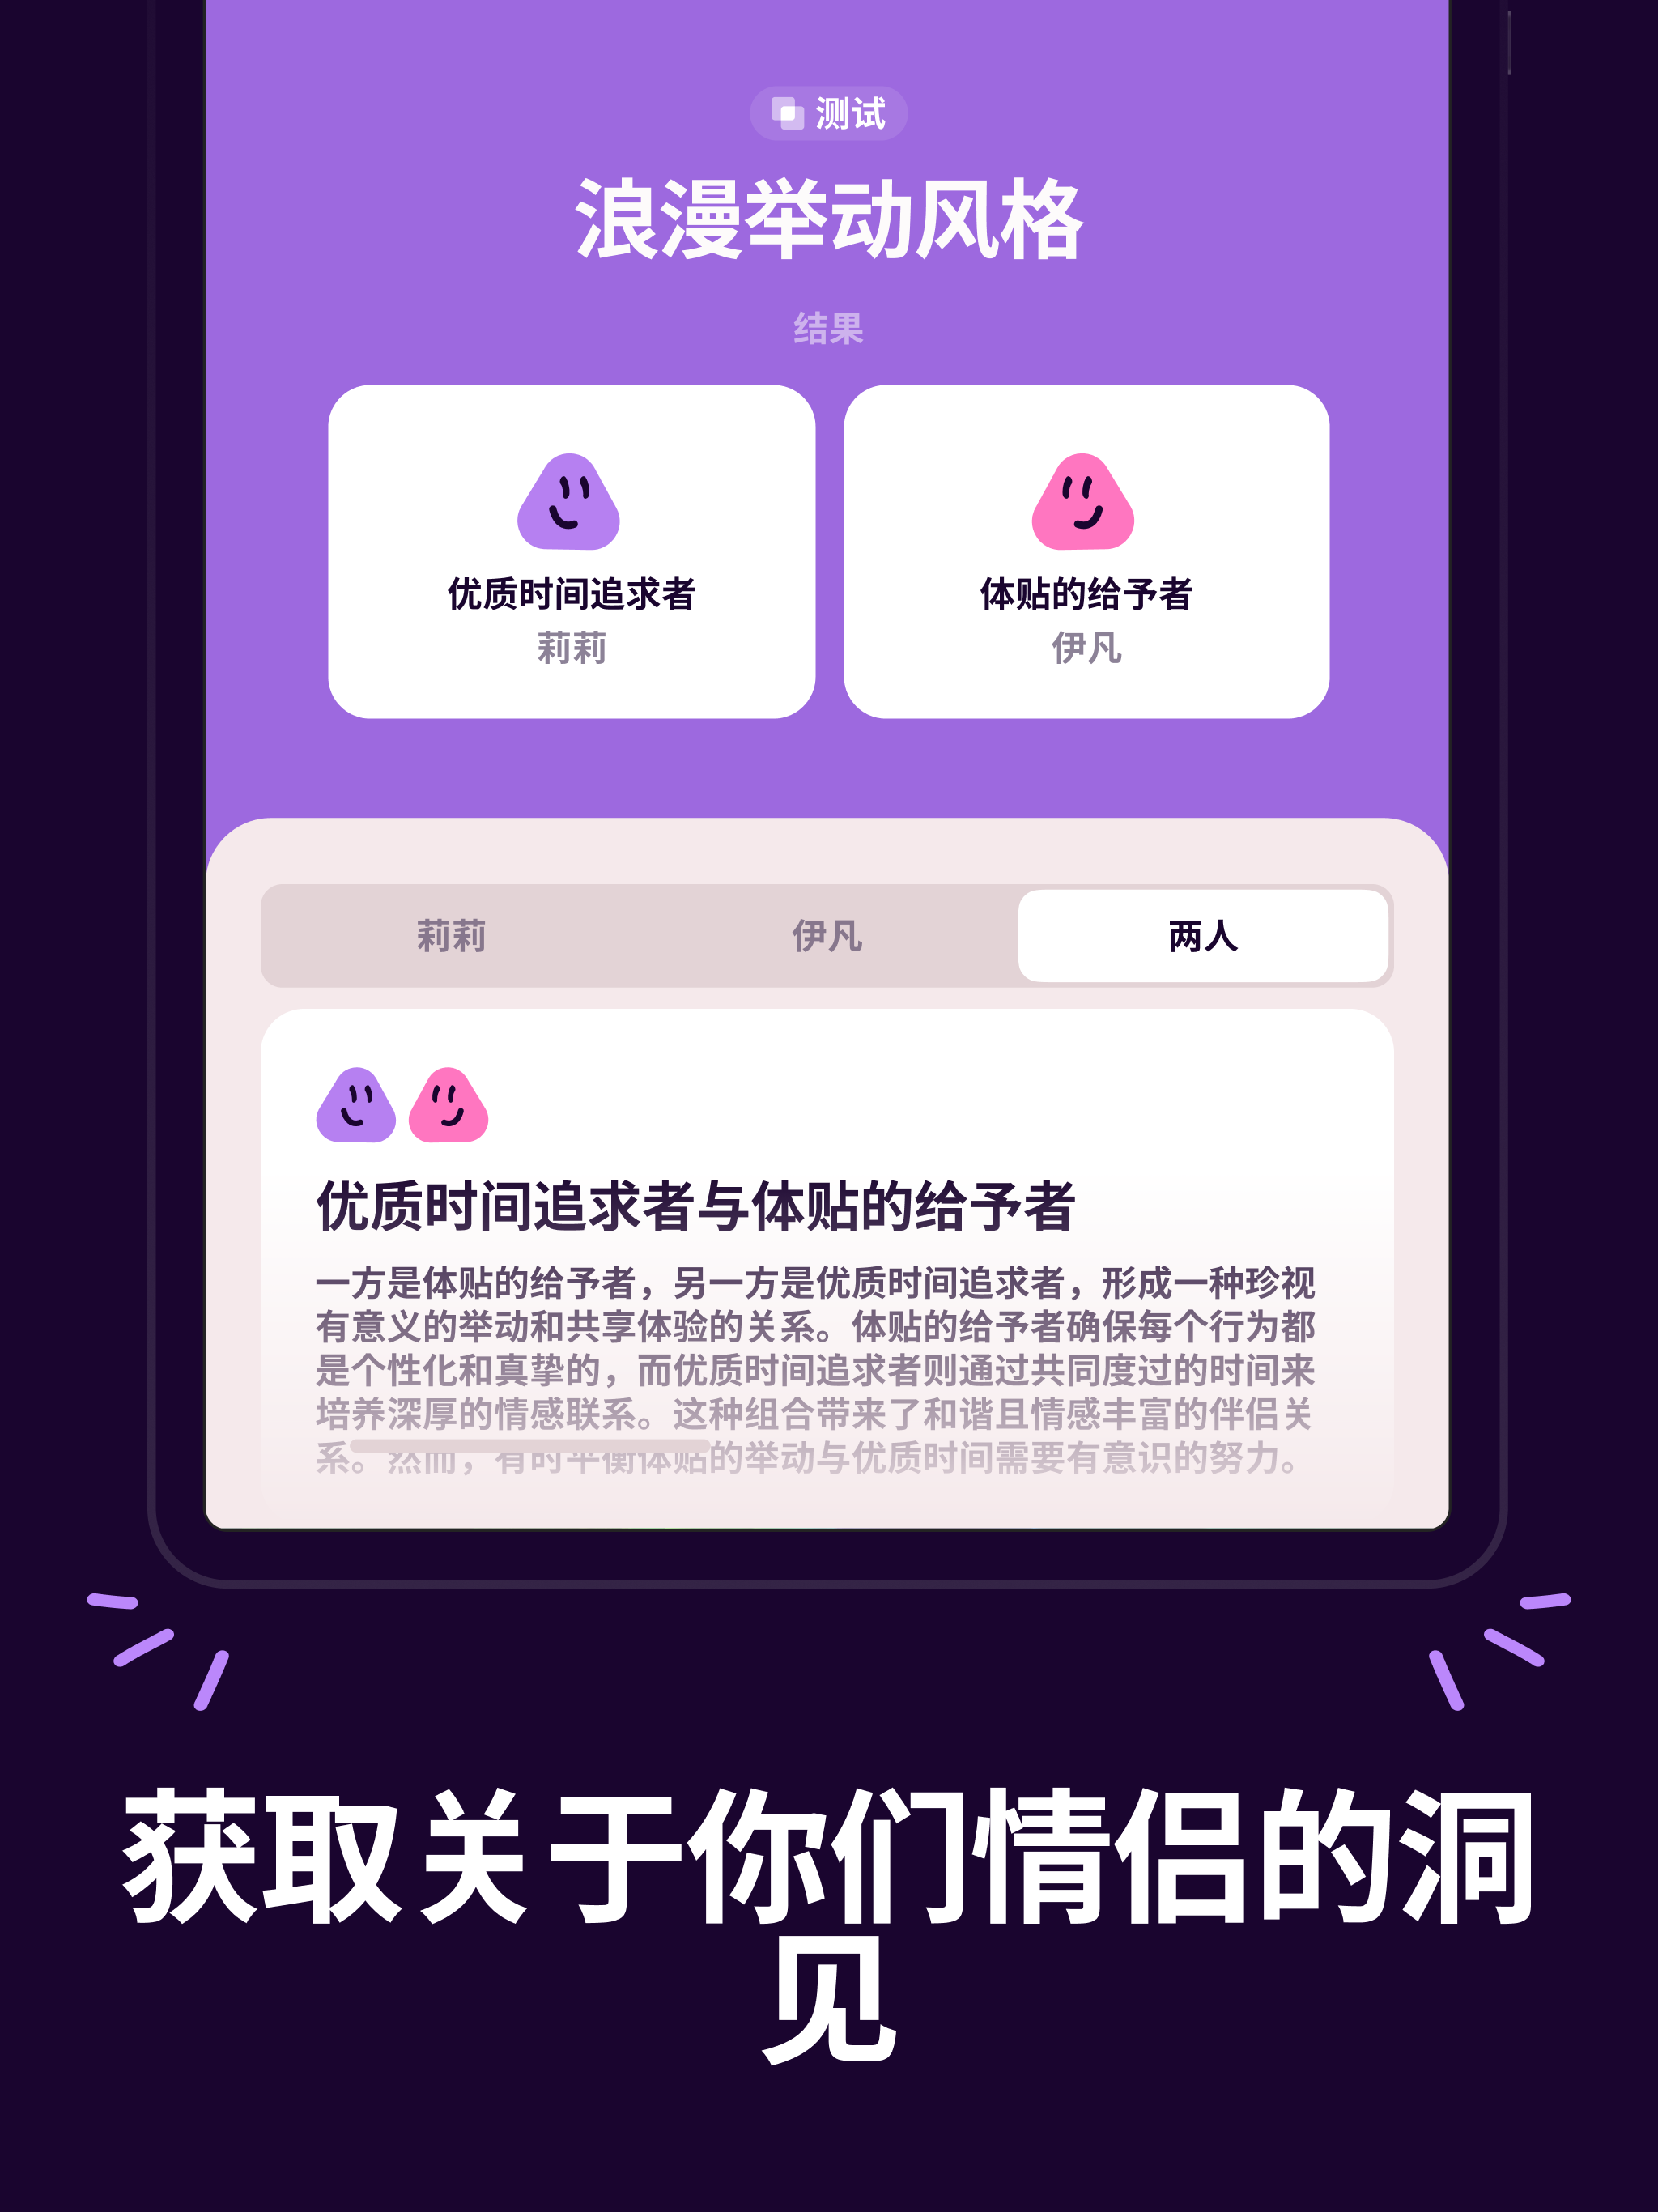 测试
浪漫举动风格
结果
优质时间追求者
莉莉
体贴的给予者
伊凡
莉莉
伊凡
两人
优质时间追求者与体贴的给予者
一方是体贴的给予者，另一方是优质时间追求者，形成一种珍视
有意义的举动和共享体验的关系。体贴的给予者确保每个行为都
是个性化和真挚的，而优质时间追求者则通过共同度过的时间来
培养深厚的情感联系。这种组合带来了和谐且情感丰富的伴侣关
系。然而，有时平衡体贴的举动与优质时间需要有意识的努力。
获取关于你们情侣的洞
见